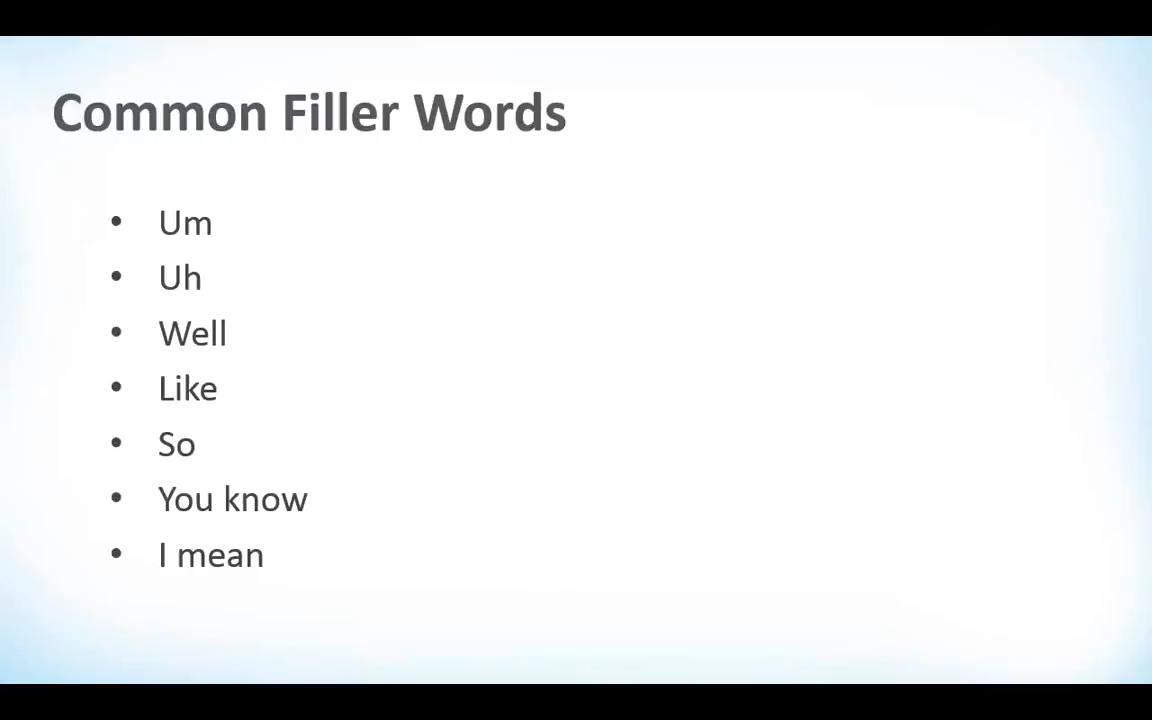 Common Filler Words
• Um
• Uh
• Well
• Like
• So
• You know
• I mean